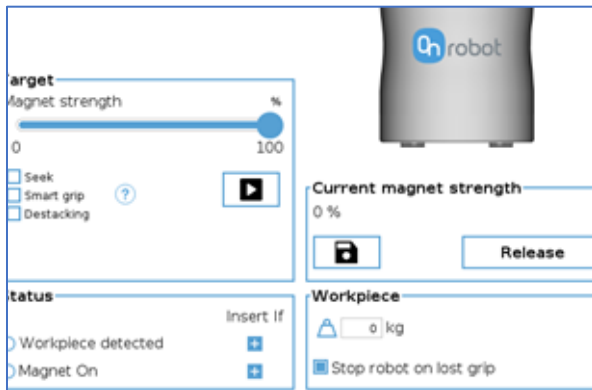 On robot
Target
Magnet strength %
0 100
Seek
Smart grip ?
Destacking
Current magnet strength
0 %
Release
Status
Insert If
Workpiece detected
Magnet On
Workpiece
0 kg
Stop robot on lost grip